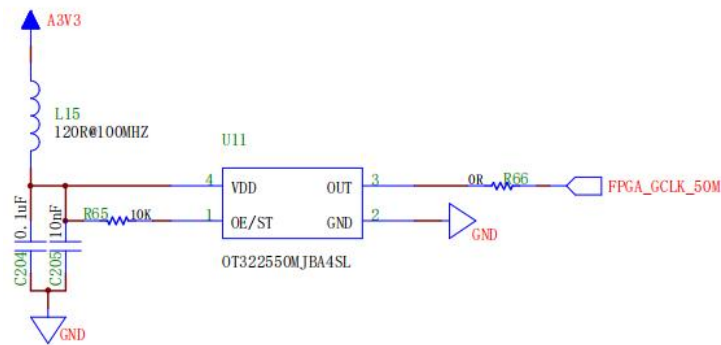 A3V3
L15
120R@100MHZ
U11
4 VDD OUT 3 0R R66 FPGA_GCLK_50M
R65 10K 1 OE/ST GND 2
GND
OT322550MJBA4SL
C204 0.1uF
C205 10nF
GND